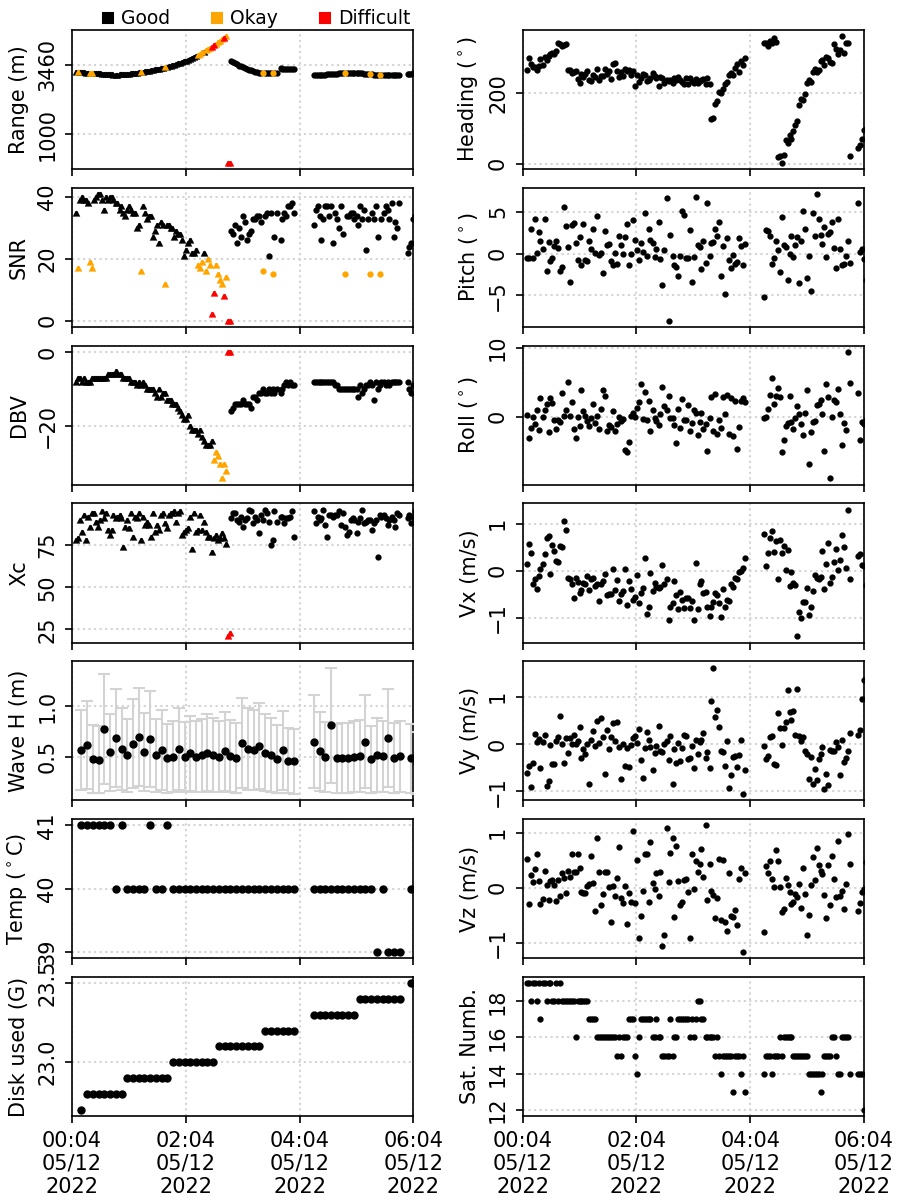 Good Okay Difficult
Range (m)
3460
1000
Heading (°)
200
0
SNR
40
20
0
Pitch (°)
5
0
−5
DBV
0
−20
Roll (°)
10
0
Xc
75
50
25
Vx (m/s)
1
0
−1
Wave H (m)
1.0
0.5
Vy (m/s)
1
0
−1
Temp (°C)
41
40
39
Vz (m/s)
1
0
−1
Disk used (G)
23.5
23.0
Sat. Numb.
18
16
14
12
00:04 02:04 04:04 06:04
05/12 05/12 05/12 05/12
2022 2022 2022 2022
00:04 02:04 04:04 06:04
05/12 05/12 05/12 05/12
2022 2022 2022 2022